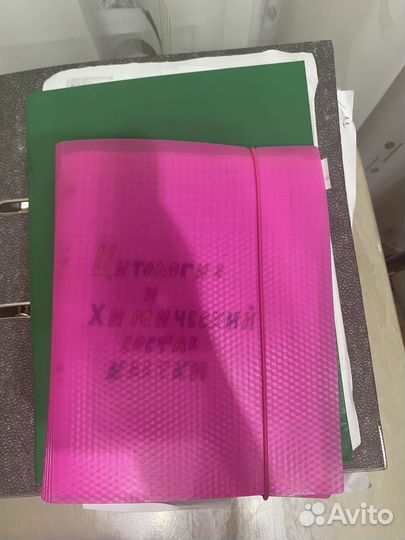 Цитология
и
Химический
состав
клетки
Avito